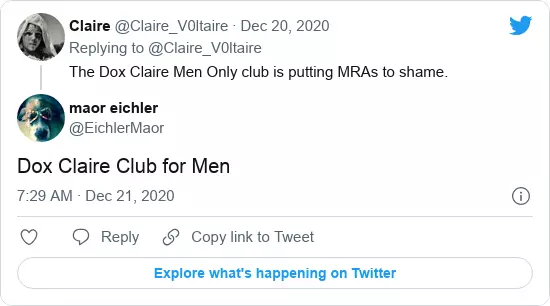 Claire @Claire_V0ltaire · Dec 20, 2020
Replying to @Claire_V0ltaire
The Dox Claire Men Only club is putting MRAs to shame.
maor eichler
@EichlerMaor
Dox Claire Club for Men
7:29 AM · Dec 21, 2020
Reply Copy link to Tweet
Explore what's happening on Twitter